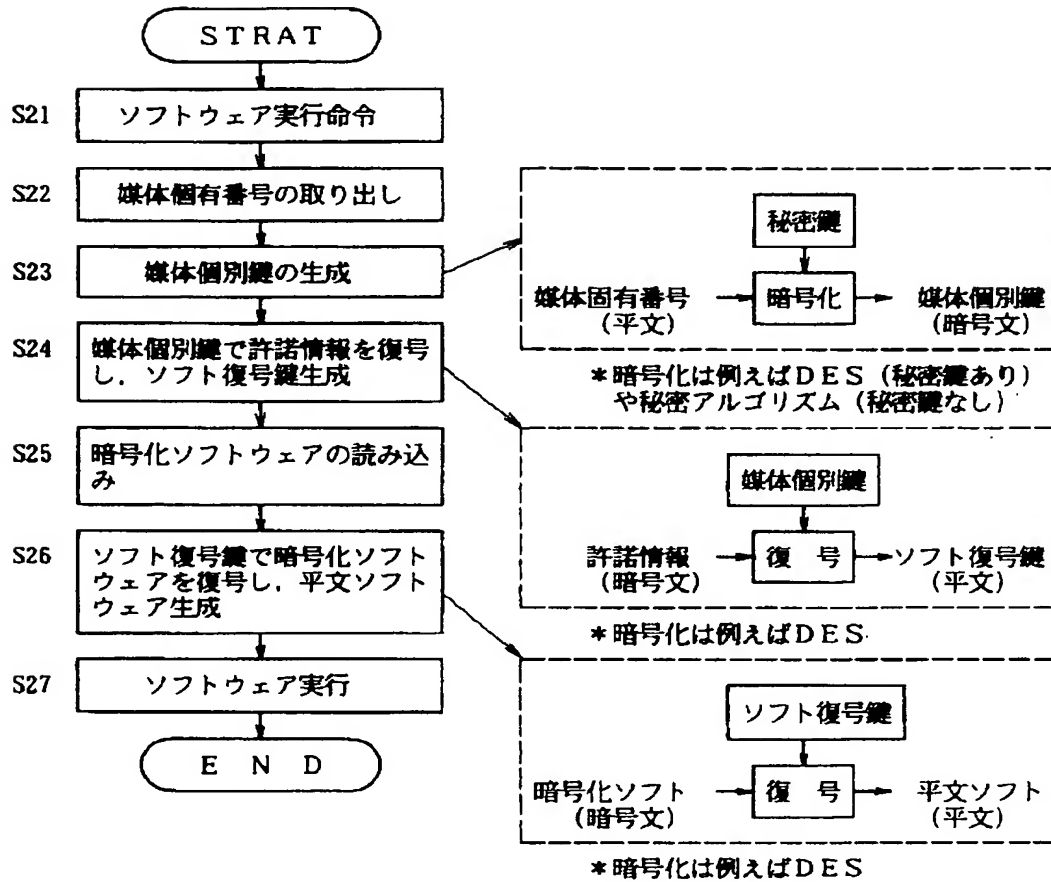 STRAT
S21
ソフトウェア実行命令
S22
媒体個有番号の取り出し
S23
媒体個別鍵の生成
S24
媒体個別鍵で許諾情報を復号
し，ソフト復号鍵生成
S25
暗号化ソフトウェアの読み込
み
S26
ソフト復号鍵で暗号化ソフト
ウェアを復号し，平文ソフト
ウェア生成
S27
ソフトウェア実行
END
秘密鍵
媒体固有番号
(平文)
暗号化
媒体個別鍵
(暗号文)
*暗号化は例えばDES（秘密鍵あり）
や秘密アルゴリズム（秘密鍵なし）
媒体個別鍵
許諾情報
(暗号文)
復 号
ソフト復号鍵
(平文)
*暗号化は例えばDES
ソフト復号鍵
暗号化ソフト
(暗号文)
復 号
平文ソフト
(平文)
*暗号化は例えばDES